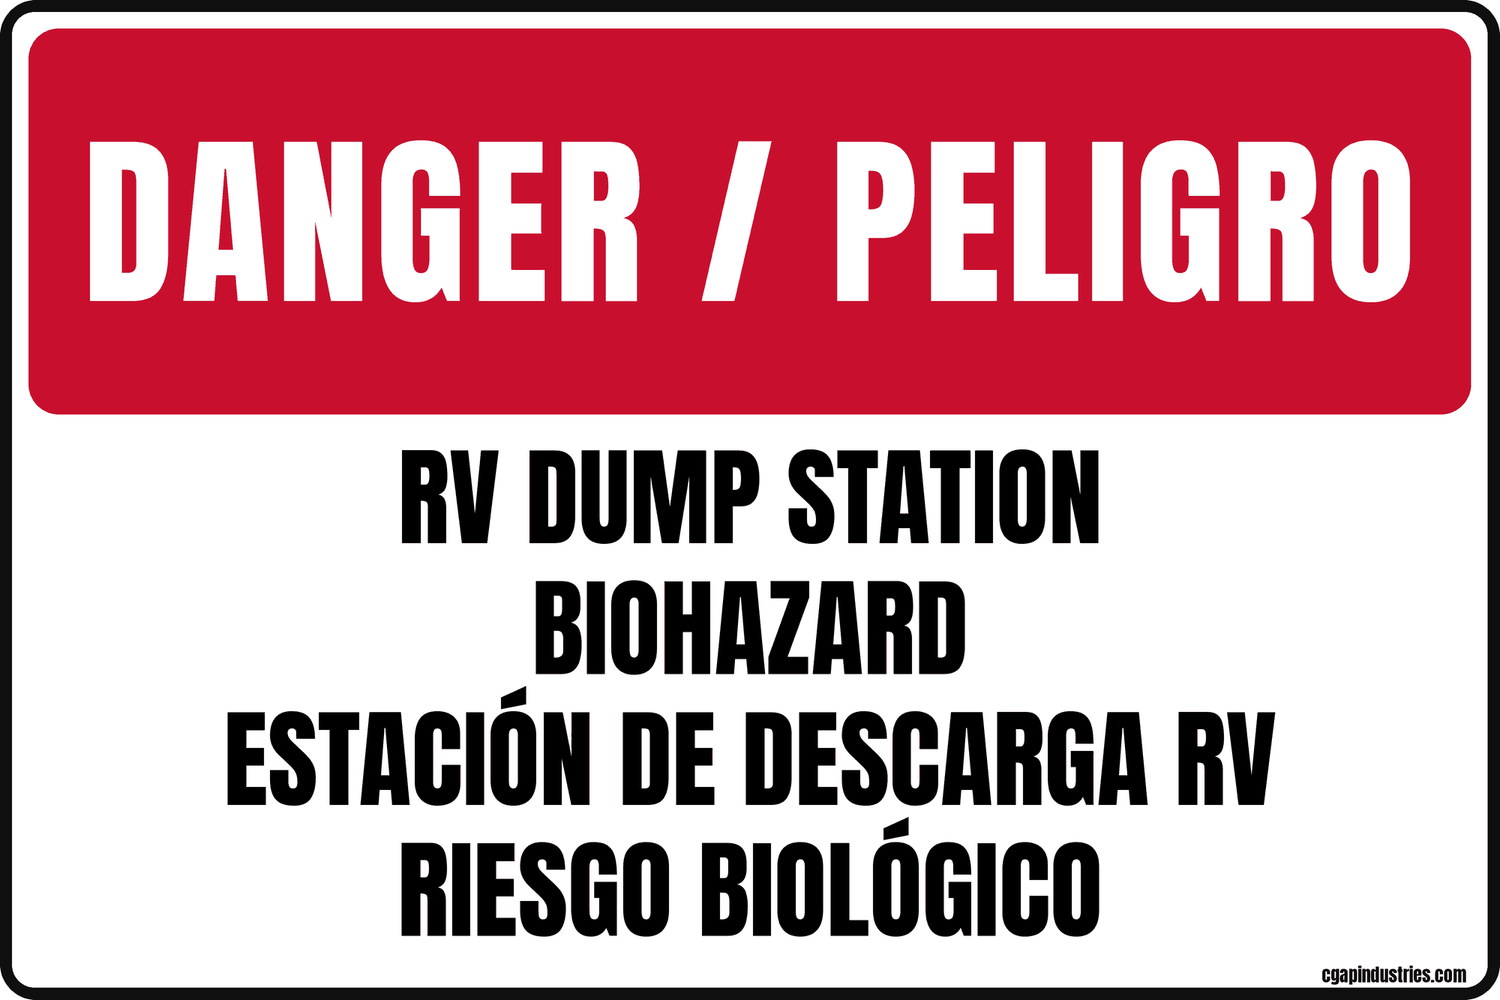 DANGER / PELIGRO
RV DUMP STATION
BIOHAZARD
ESTACIÓN DE DESCARGA RV
RIESGO BIOLÓGICO
cgapindustries.com